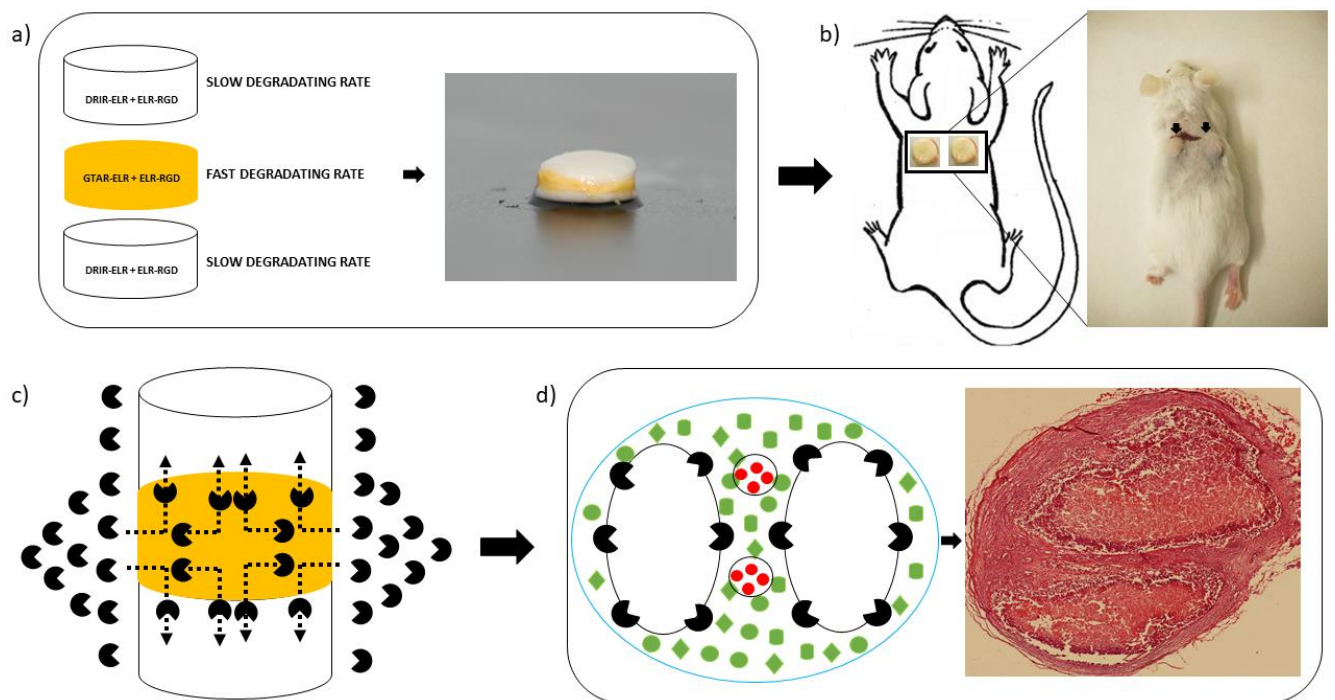 a)
DRIR-ELR + ELR-RGD
SLOW DEGRADATING RATE
GTAR-ELR + ELR-RGD
FAST DEGRADATING RATE
DRIR-ELR + ELR-RGD
SLOW DEGRADATING RATE
b)
c)
d)